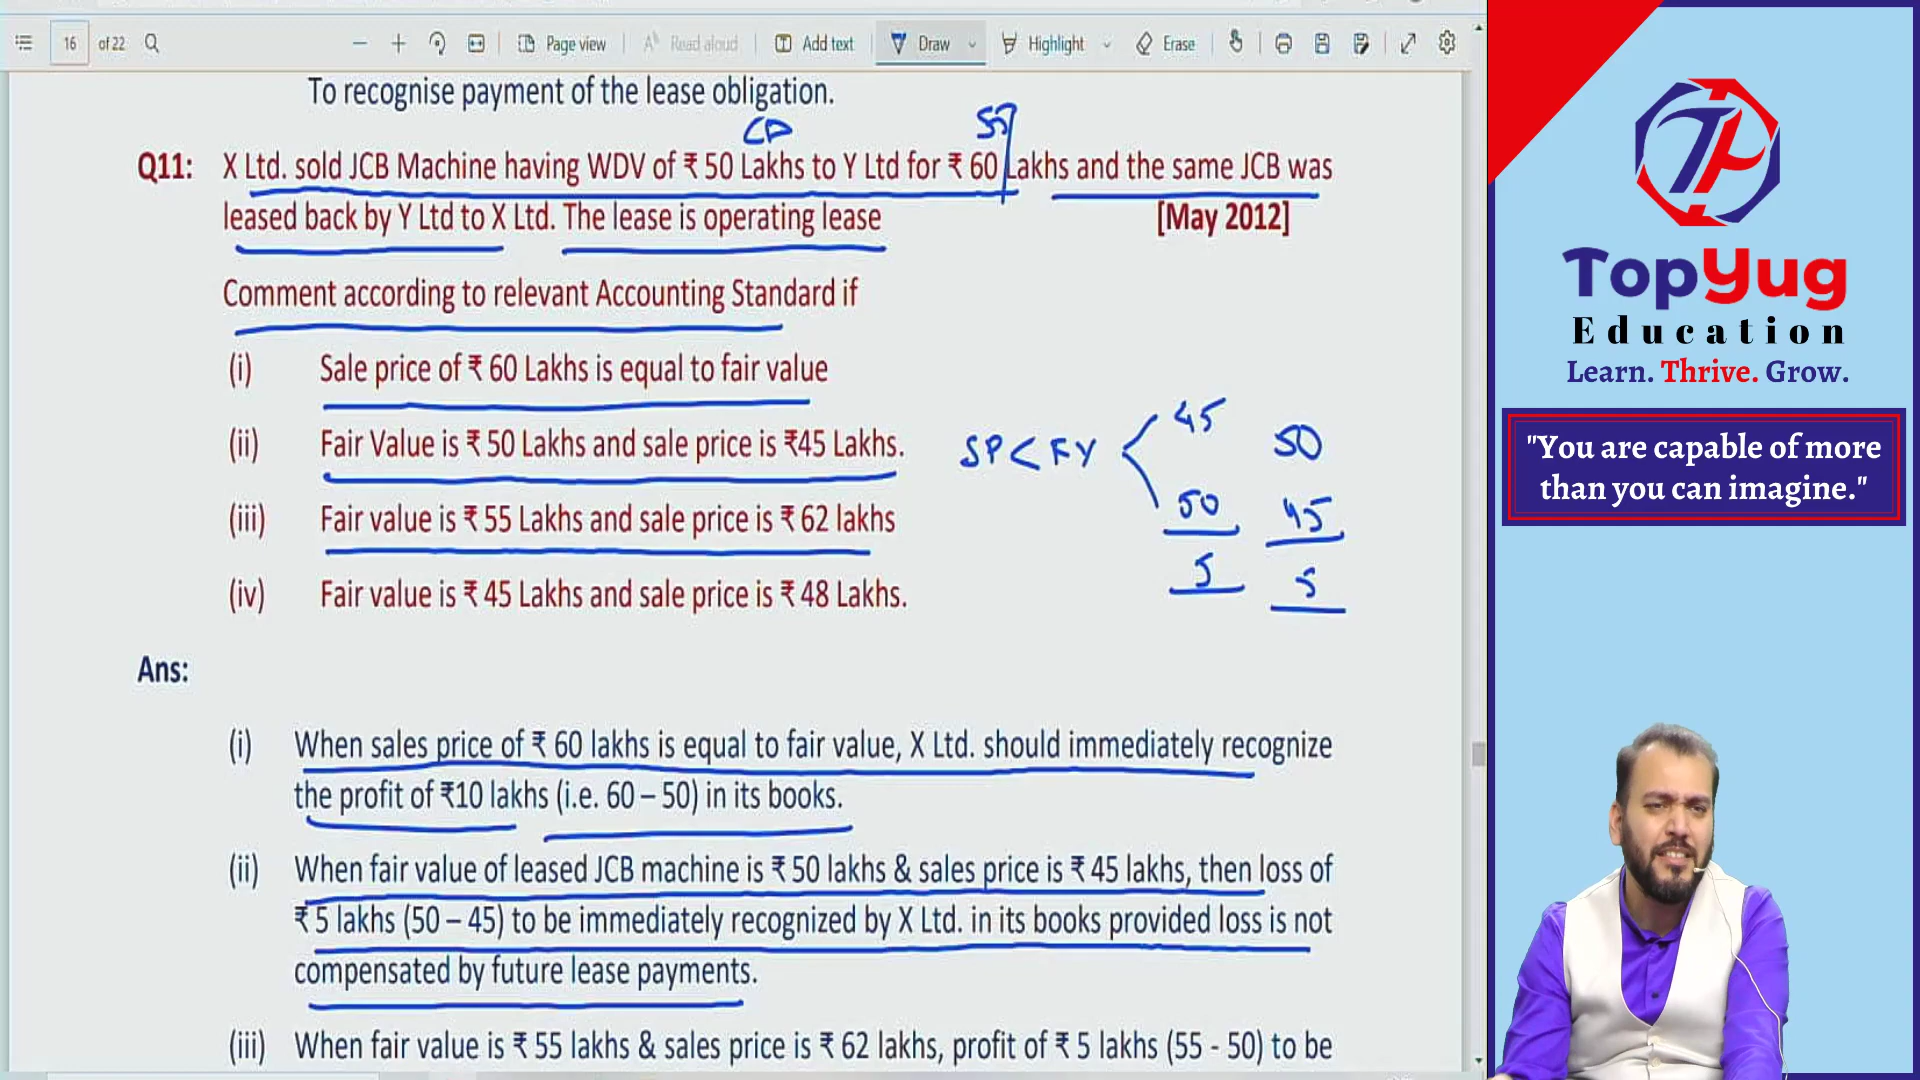 16 of 22 Page view Read aloud Add text Draw Highlight Erase
To recognise payment of the lease obligation.
Q11: X Ltd. sold JCB Machine having WDV of ₹ 50 Lakhs to Y Ltd for ₹ 60 Lakhs and the same JCB was
leased back by Y Ltd to X Ltd. The lease is operating lease [May 2012]
Comment according to relevant Accounting Standard if
(i) Sale price of ₹ 60 Lakhs is equal to fair value
(ii) Fair Value is ₹ 50 Lakhs and sale price is ₹45 Lakhs.
(iii) Fair value is ₹ 55 Lakhs and sale price is ₹ 62 lakhs
(iv) Fair value is ₹ 45 Lakhs and sale price is ₹ 48 Lakhs.
SP < FV
45 50
50 45
5 5
Ans:
(i) When sales price of ₹ 60 lakhs is equal to fair value, X Ltd. should immediately recognize
the profit of ₹10 lakhs (i.e. 60 – 50) in its books.
(ii) When fair value of leased JCB machine is ₹ 50 lakhs & sales price is ₹ 45 lakhs, then loss of
₹ 5 lakhs (50 – 45) to be immediately recognized by X Ltd. in its books provided loss is not
compensated by future lease payments.
(iii) When fair value is ₹ 55 lakhs & sales price is ₹ 62 lakhs, profit of ₹ 5 lakhs (55 - 50) to be
TopYug
Education
Learn. Thrive. Grow.
"You are capable of more
than you can imagine."